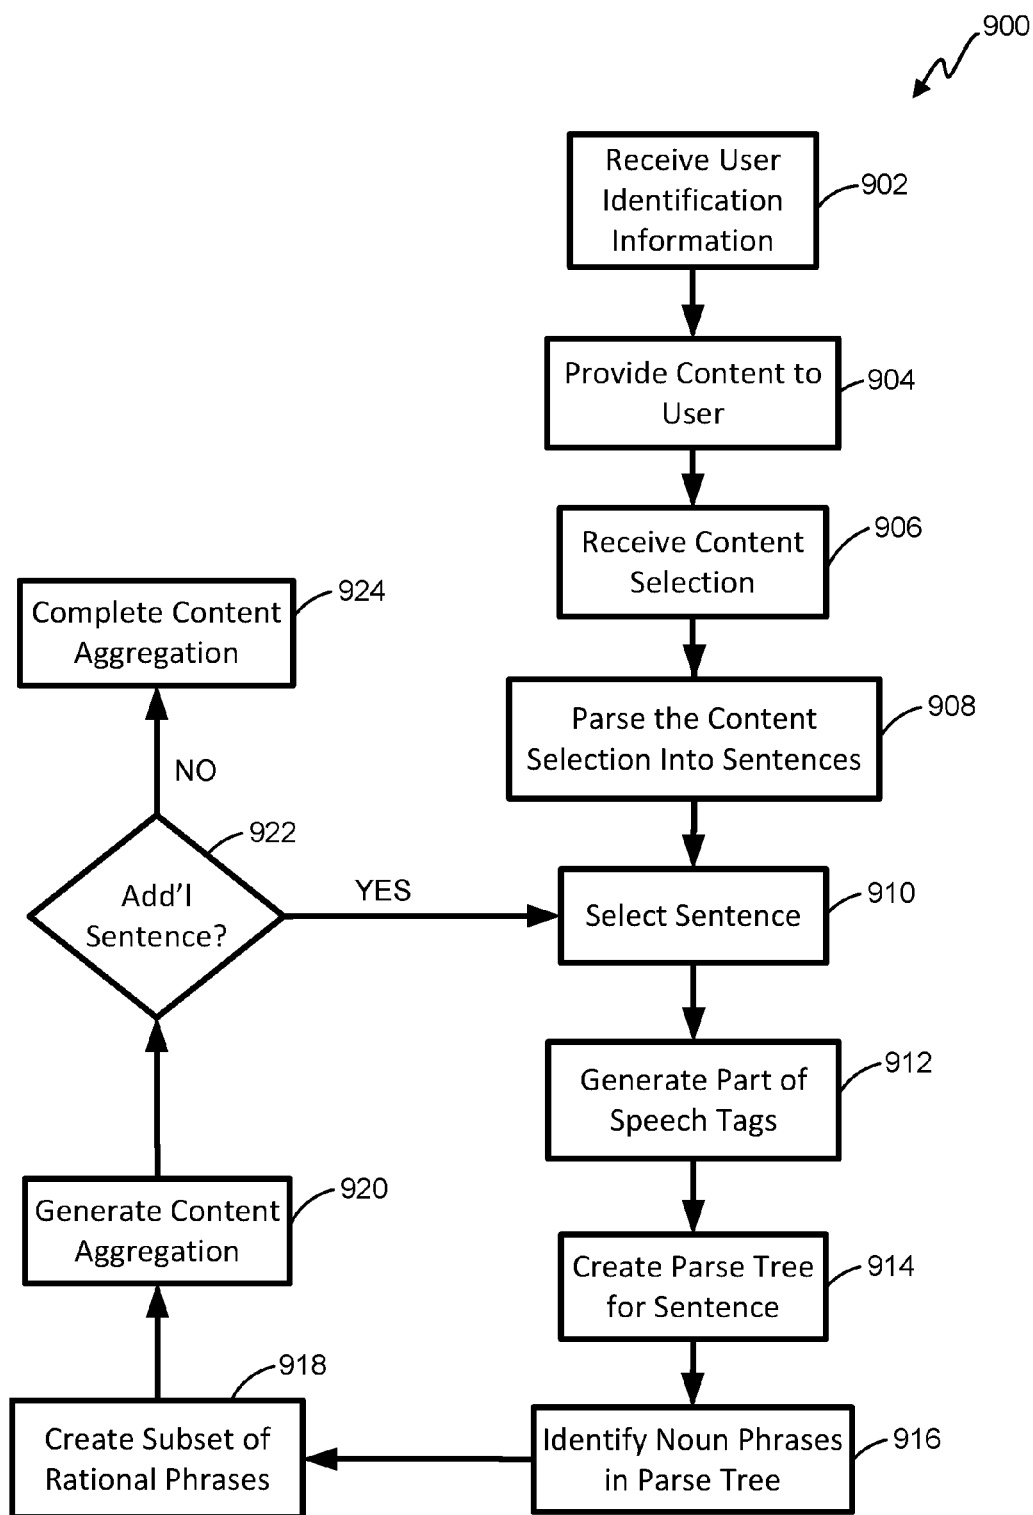 900
Receive User
Identification
Information
902
Provide Content to
User
904
Receive Content
Selection
906
Parse the Content
Selection Into Sentences
908
Select Sentence
910
Generate Part of
Speech Tags
912
Create Parse Tree
for Sentence
914
Identify Noun Phrases
in Parse Tree
916
Create Subset of
Rational Phrases
918
Generate Content
Aggregation
920
Add'l
Sentence?
922
YES
NO
Complete Content
Aggregation
924